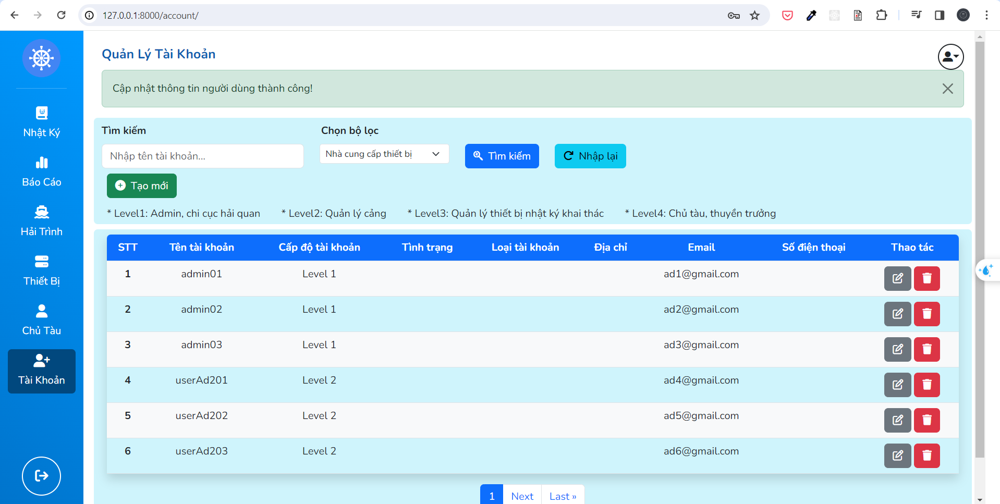 127.0.0.1:8000/account/
Quản Lý Tài Khoản
Cập nhật thông tin người dùng thành công!
Nhật Ký
Báo Cáo
Hải Trình
Thiết Bị
Chủ Tàu
Tài Khoản
Tìm kiếm Chọn bộ lọc
Nhập tên tài khoản... Nhà cung cấp thiết bị Tìm kiếm Nhập lại
Tạo mới
* Level1: Admin, chi cục hải quan * Level2: Quản lý cảng * Level3: Quản lý thiết bị nhật ký khai thác * Level4: Chủ tàu, thuyền trưởng
STT Tên tài khoản Cấp độ tài khoản Tình trạng Loại tài khoản Địa chỉ Email Số điện thoại Thao tác
1 admin01 Level 1 ad1@gmail.com
2 admin02 Level 1 ad2@gmail.com
3 admin03 Level 1 ad3@gmail.com
4 userAd201 Level 2 ad4@gmail.com
5 userAd202 Level 2 ad5@gmail.com
6 userAd203 Level 2 ad6@gmail.com
1 Next Last »